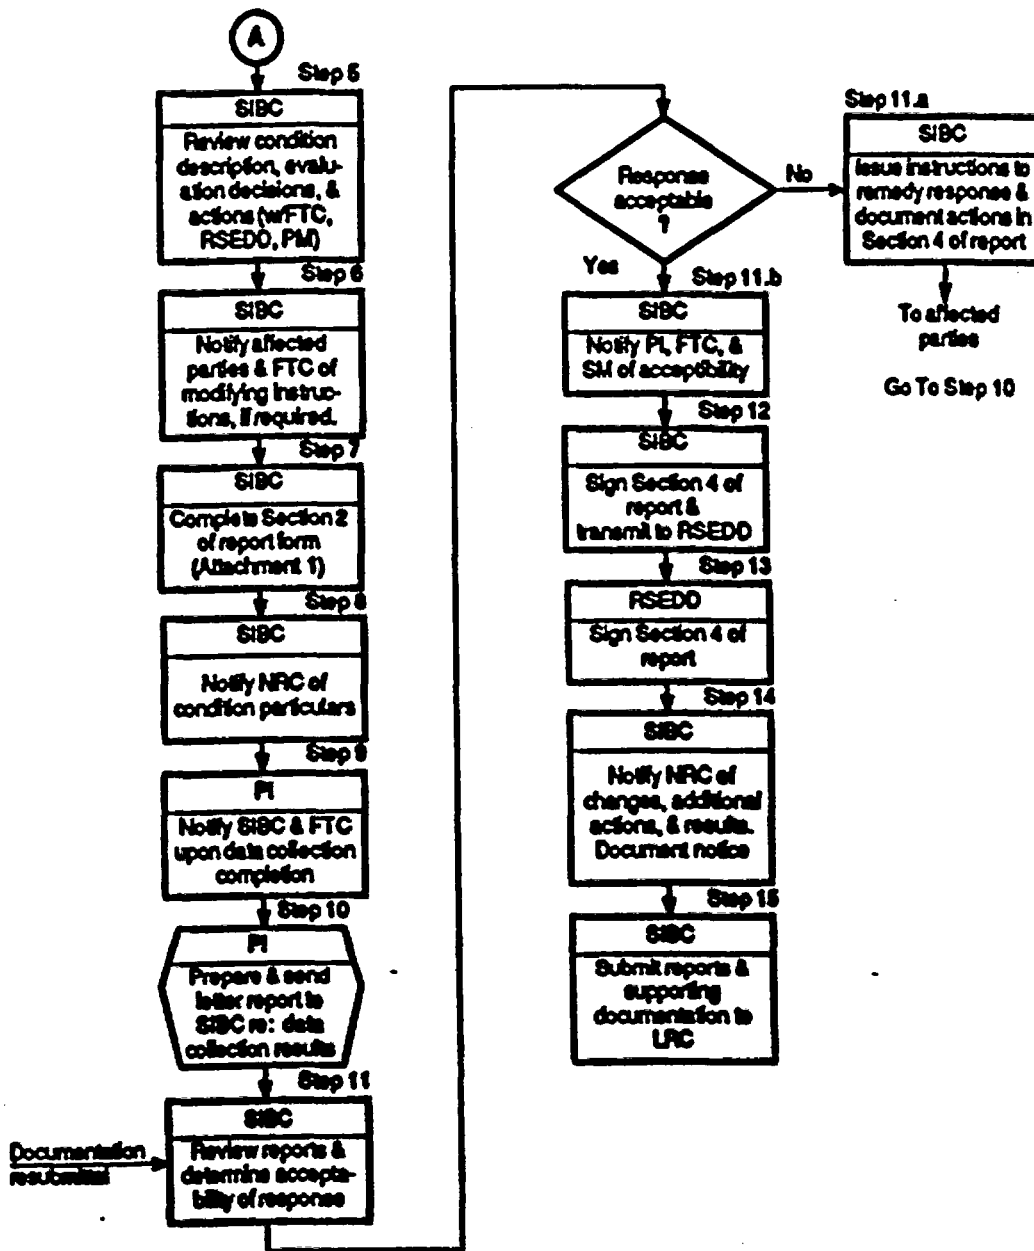 A
Step 5
SIBC
Review condition
description, evalu-
ation decisions, &
actions (w/FTC,
RSEDD, PM)
Step 6
SIBC
Notify affected
parties & FTC of
modifying instruc-
tions, if required.
Step 7
SIBC
Complete Section 2
of report form
(Attachment 1)
Step 8
SIBC
Notify NRC of
condition particulars
Step 9
PI
Notify SIBC & FTC
upon data collection
completion
Step 10
PI
Prepare & send
letter report to
SIBC re: data
collection results
Step 11
SIBC
Review reports &
determine accepta-
bility of response
Documentation
resubmittal
Response
acceptable
?
No
Yes
Step 11.a
SIBC
Issue instructions to
remedy response &
document actions in
Section 4 of report
To affected
parties
Go To Step 10
Step 11.b
SIBC
Notify PI, FTC, &
SM of acceptibility
Step 12
SIBC
Sign Section 4 of
report &
transmit to RSEDD
Step 13
RSEDD
Sign Section 4 of
report
Step 14
SIBC
Notify NRC of
changes, additional
actions, & results.
Document notice
Step 15
SIBC
Submit reports &
supporting
documentation to
LRC